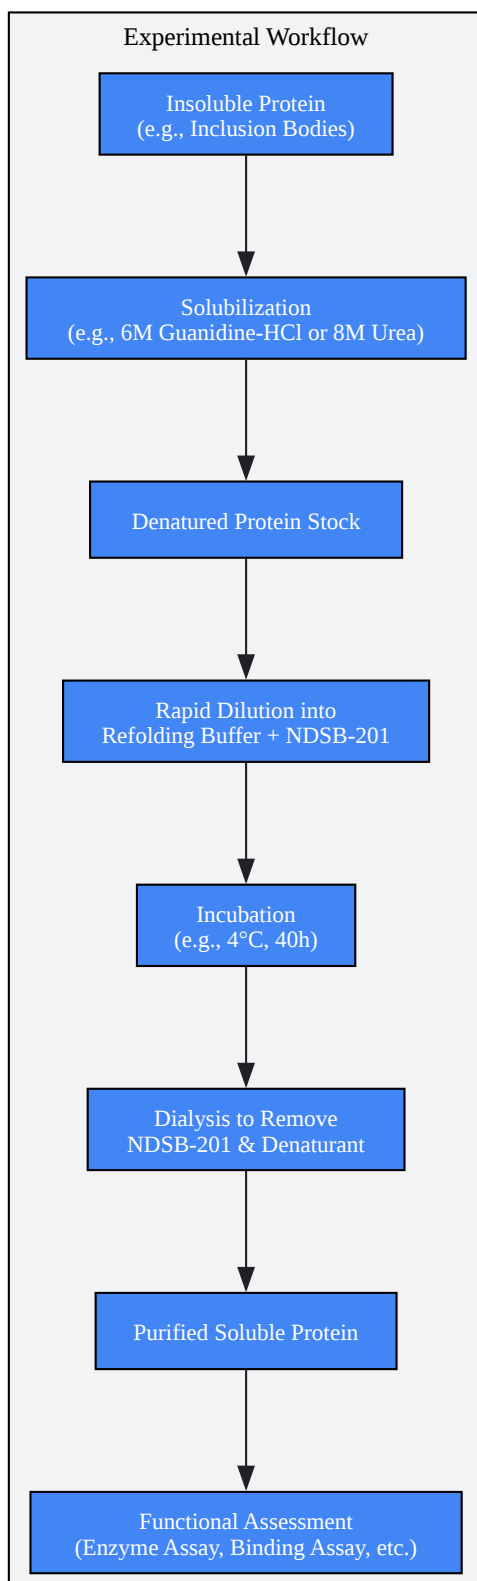 Experimental Workflow
Insoluble Protein
(e.g., Inclusion Bodies)
Solubilization
(e.g., 6M Guanidine-HCl or 8M Urea)
Denatured Protein Stock
Rapid Dilution into
Refolding Buffer + NDSB-201
Incubation
(e.g., 4°C, 40h)
Dialysis to Remove
NDSB-201 & Denaturant
Purified Soluble Protein
Functional Assessment
(Enzyme Assay, Binding Assay, etc.)